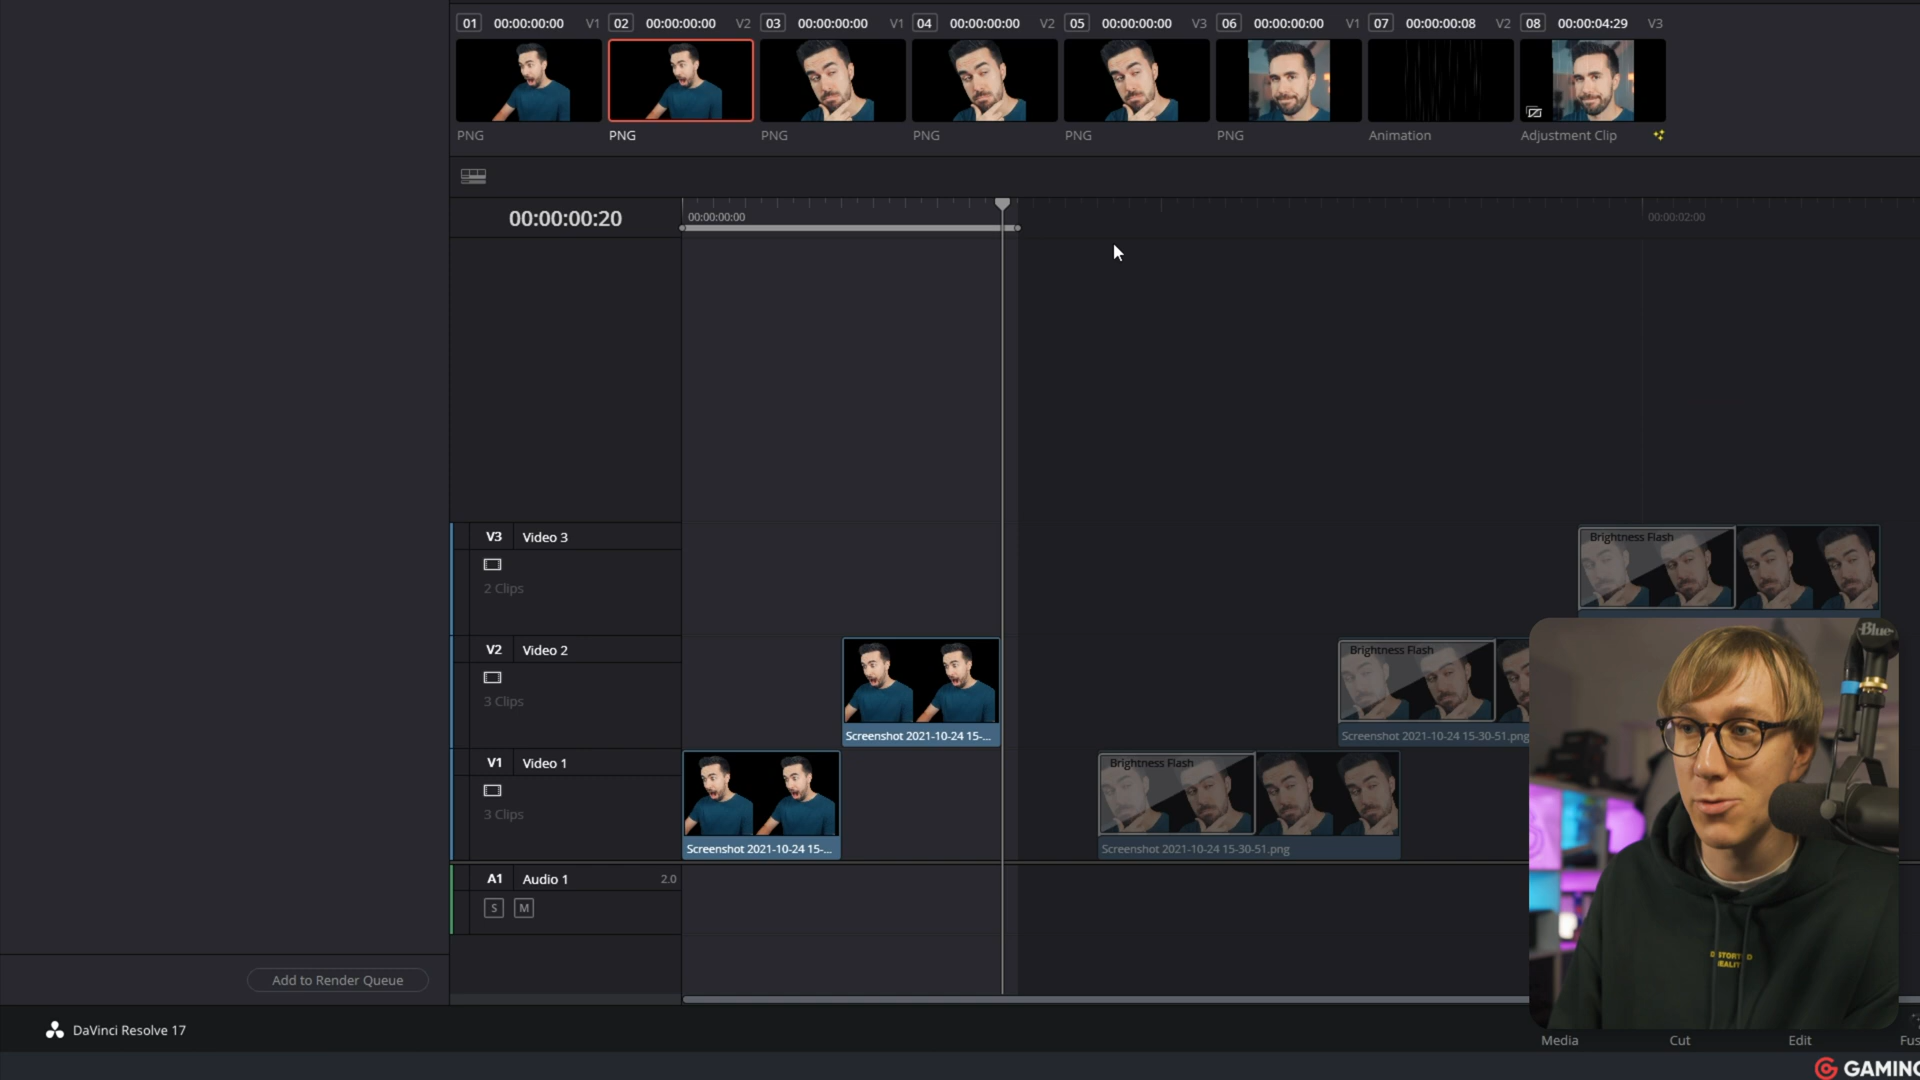 01 00:00:00:00 V1 02 00:00:00:00 V2 03 00:00:00:00 V1 04 00:00:00:00 V2 05 00:00:00:00 V3 06 00:00:00:00 V1 07 00:00:00:08 V2 08 00:00:04:29 V3
PNG PNG PNG PNG PNG PNG Animation Adjustment Clip
00:00:00:20 00:00:00:00 00:00:02:00
V3 Video 3
2 Clips
Brightness Flash
V2 Video 2
3 Clips
Screenshot 2021-10-24 15-...
Brightness Flash
Screenshot 2021-10-24 15-30-51.png
V1 Video 1
3 Clips
Screenshot 2021-10-24 15-...
Brightness Flash
Screenshot 2021-10-24 15-30-51.png
A1 Audio 1 2.0
S M
Blue
Add to Render Queue
DaVinci Resolve 17
Media Cut Edit Fus
GAMING